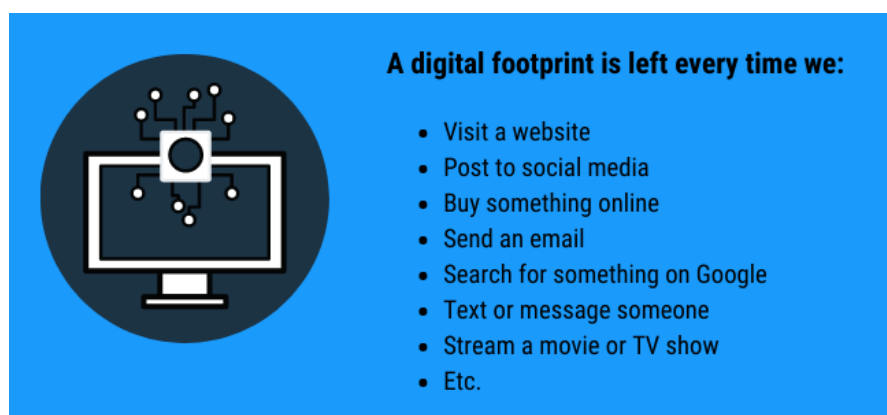 A digital footprint is left every time we:
• Visit a website
• Post to social media
• Buy something online
• Send an email
• Search for something on Google
• Text or message someone
• Stream a movie or TV show
• Etc.